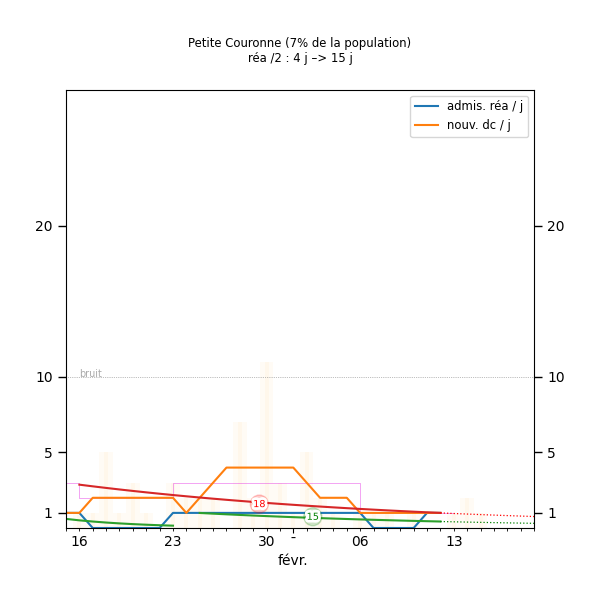 Petite Couronne (7% de la population)
réa /2 : 4 j –> 15 j
admis. réa / j
nouv. dc / j
20 20
bruit
10 10
5 5
18
15
1 1
16 23 30 - 06 13
févr.